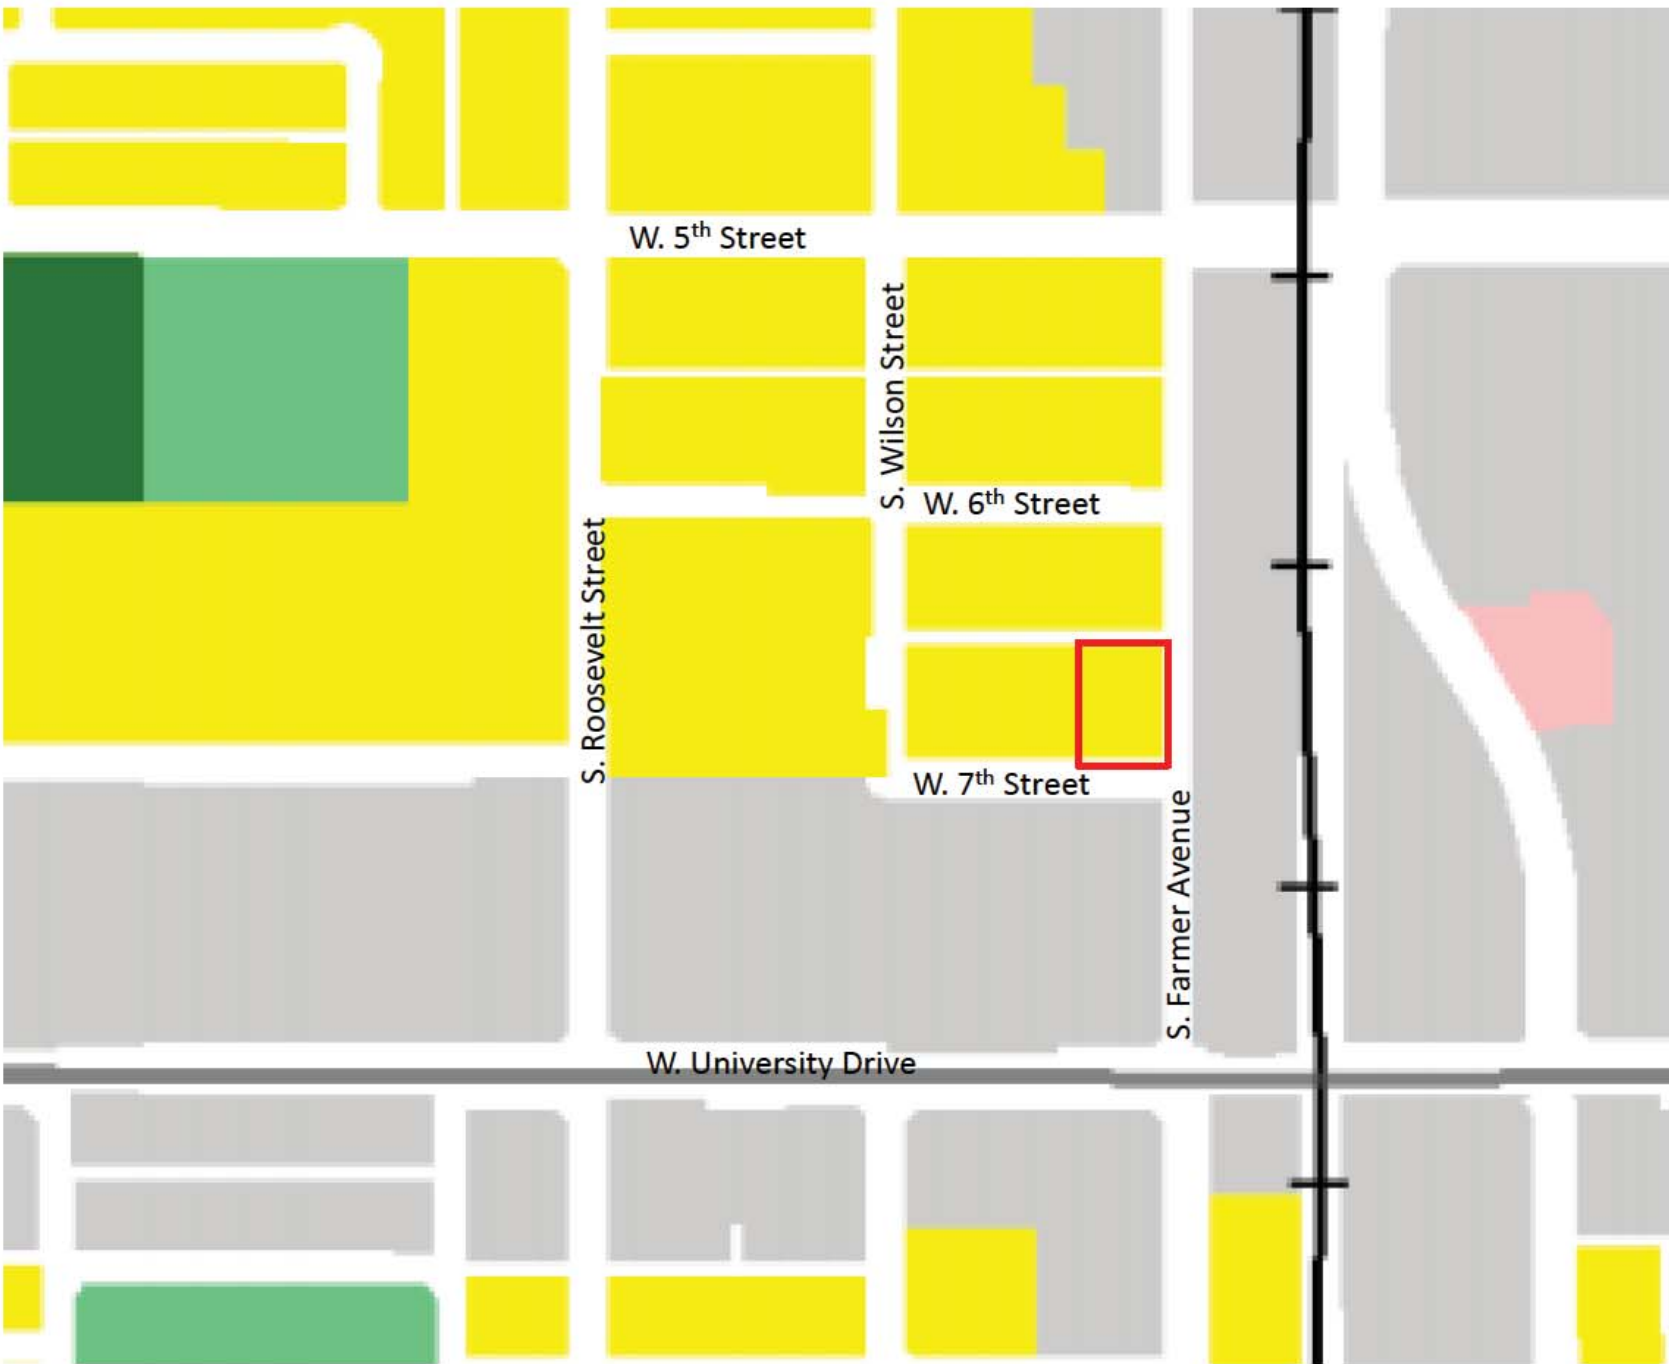 W. 5th Street
S. Wilson Street
W. 6th Street
S. Roosevelt Street
W. 7th Street
S. Farmer Avenue
W. University Drive